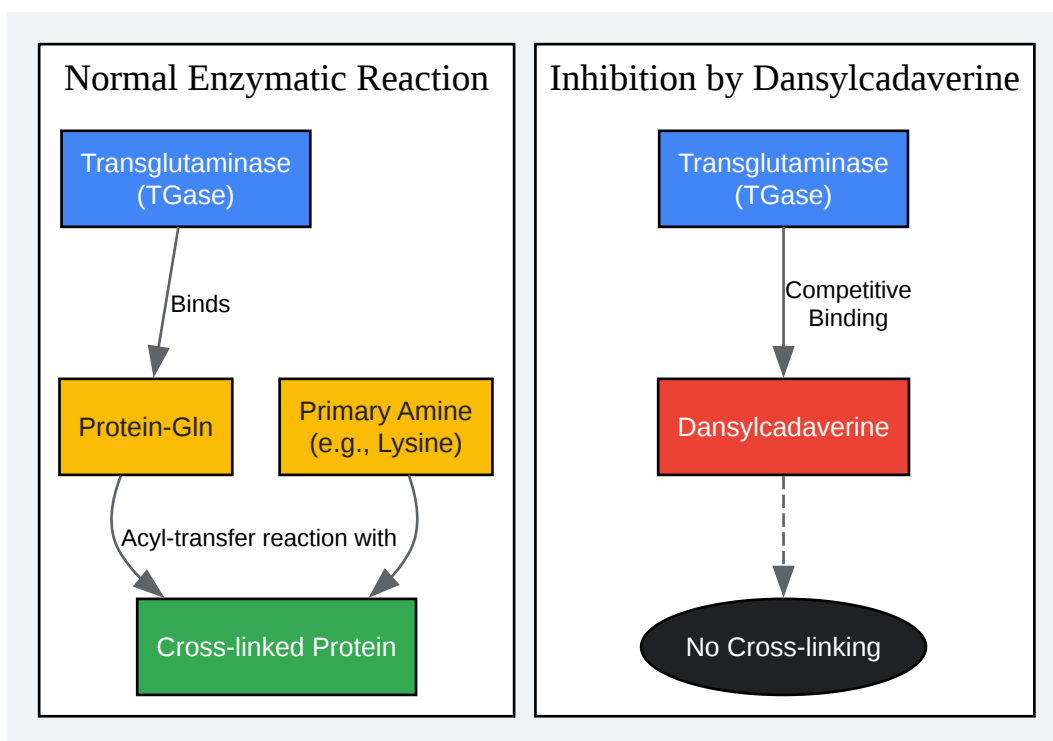 Normal Enzymatic Reaction
Transglutaminase
(TGase)
Binds
Protein-Gln
Primary Amine
(e.g., Lysine)
Acyl-transfer reaction with
Cross-linked Protein
Inhibition by Dansylcadaverine
Transglutaminase
(TGase)
Competitive
Binding
Dansylcadaverine
No Cross-linking